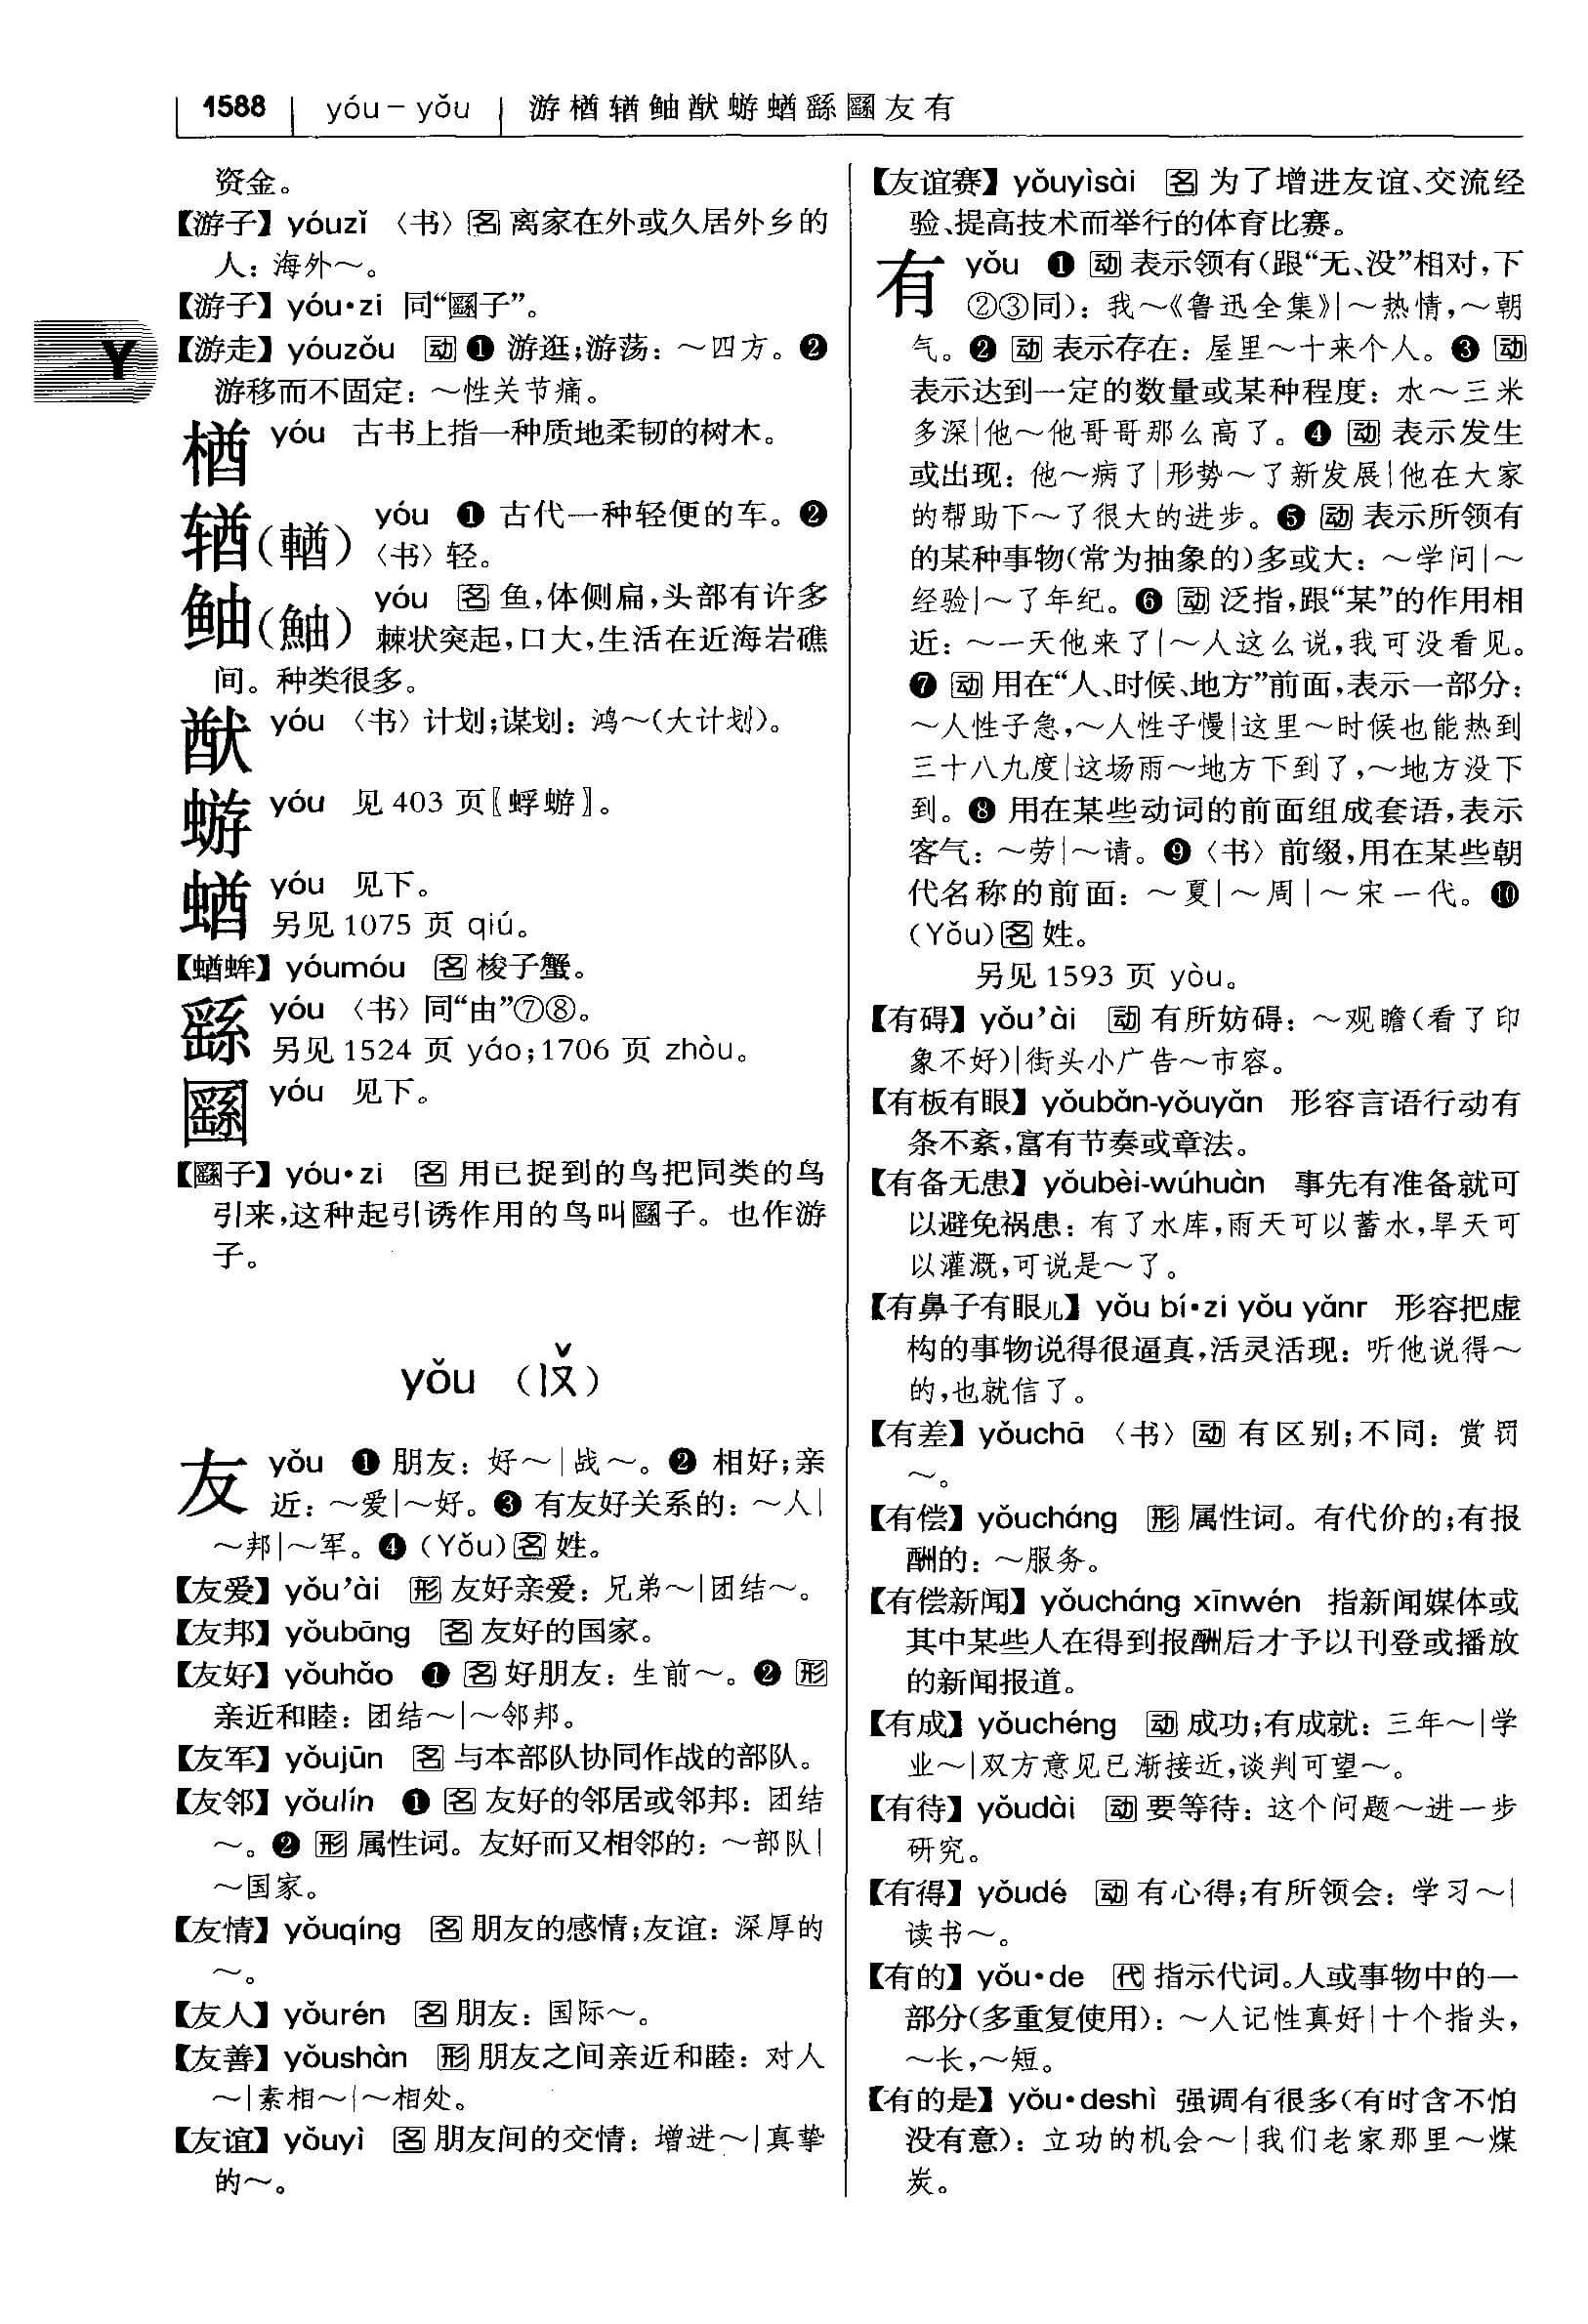 1588 yóu－yǒu 游楢𬨎鲉猷蝣蝤繇圝友有
资金。
【游子】yóuzǐ 〈书〉名 离家在外或久居外乡的
人：海外～。
【游子】yóu·zi 同“圝子”。
Y
【游走】yóuzǒu 动❶ 游逛；游荡：～四方。❷
游移而不固定：～性关节痛。
楢 yóu 古书上指一种质地柔韧的树木。
𬨎（輶） yóu ❶ 古代一种轻便的车。❷
〈书〉轻。
鲉（鮋） yóu 名 鱼，体侧扁，头部有许多
棘状突起，口大，生活在近海岩礁
间。种类很多。
猷 yóu 〈书〉计划；谋划：鸿～（大计划）。
蝣 yóu 见 403 页〖蜉蝣〗。
蝤 yóu 见下。
另见 1075 页 qiú。
【蝤蛑】yóumóu 名 梭子蟹。
繇 yóu 〈书〉同“由”⑦⑧。
另见 1524 页 yáo；1706 页 zhòu。
yóu 见下。
子】yóu·zi 名 用已捉到的鸟把同类的鸟
引来，这种起引诱作用的鸟叫子。也作游
子。
yǒu （ㄧㄡˇ）
友 yǒu ❶ 朋友：好～|战～。❷ 相好；亲
近：～爱|～好。❸ 有友好关系的：～人|
～邦|～军。❹（Yǒu）名 姓。
【友爱】yǒu’ài 形 友好亲爱：兄弟～|团结～。
【友邦】yǒubāng 名 友好的国家。
【友好】yǒuhǎo ❶ 名 好朋友：生前～。❷ 形
亲近和睦：团结～|～邻邦。
【友军】yǒujūn 名 与本部队协同作战的部队。
【友邻】yǒulín ❶ 名 友好的邻居或邻邦：团结
～。❷ 形 属性词。友好而又相邻的：～部队|
～国家。
【友情】yǒuqíng 名 朋友的感情；友谊：深厚的
～。
【友人】yǒurén 名 朋友：国际～。
【友善】yǒushàn 形 朋友之间亲近和睦：对人
～|素相～|～相处。
【友谊】yǒuyì 名 朋友间的交情：增进～|真挚
的～。
【友谊赛】yǒuyìsài 名 为了增进友谊、交流经
验、提高技术而举行的体育比赛。
有 yǒu ❶ 动 表示领有（跟“无、没”相对，下
②③同）：我～《鲁迅全集》|～热情，～朝
气。❷ 动 表示存在：屋里～十来个人。❸ 动
表示达到一定的数量或某种程度：水～三米
多深|他～他哥哥那么高了。❹ 动 表示发生
或出现：他～病了|形势～了新发展|他在大家
的帮助下～了很大的进步。❺ 动 表示所领有
的某种事物（常为抽象的）多或大：～学问|～
经验|～了年纪。❻ 动 泛指，跟“某”的作用相
近：～一天他来了|～人这么说，我可没看见。
❼ 动 用在“人、时候、地方”前面，表示一部分：
～人性子急，～人性子慢|这里～时候也能热到
三十八九度|这场雨～地方下到了，～地方没下
到。❽ 用在某些动词的前面组成套语，表示
客气：～劳|～请。❾〈书〉前缀，用在某些朝
代名称的前面：～夏|～周|～宋一代。❿
（Yǒu）名 姓。
另见 1593 页 yòu。
【有碍】yǒu’ài 动 有所妨碍：～观瞻（看了印
象不好）|街头小广告～市容。
【有板有眼】yǒubǎn-yǒuyǎn 形容言语行动有
条不紊，富有节奏或章法。
【有备无患】yǒubèi-wúhuàn 事先有准备就可
以避免祸患：有了水库，雨天可以蓄水，旱天可
以灌溉，可说是～了。
【有鼻子有眼儿】yǒu bí·zi yǒu yǎnr 形容把虚
构的事物说得很逼真，活灵活现：听他说得～
的，也就信了。
【有差】yǒuchā 〈书〉动 有区别；不同：赏罚
～。
【有偿】yǒucháng 形 属性词。有代价的；有报
酬的：～服务。
【有偿新闻】yǒucháng xīnwén 指新闻媒体或
其中某些人在得到报酬后才予以刊登或播放
的新闻报道。
【有成】yǒuchéng 动 成功；有成就：三年～|学
业～|双方意见已渐接近，谈判可望～。
【有待】yǒudài 动 要等待：这个问题～进一步
研究。
【有得】yǒudé 动 有心得；有所领会：学习～|
读书～。
【有的】yǒu·de 代 指示代词。人或事物中的一
部分（多重复使用）：～人记性真好|十个指头，
～长，～短。
【有的是】yǒu·deshì 强调有很多（有时含不怕
没有意）：立功的机会～|我们老家那里～煤
炭。